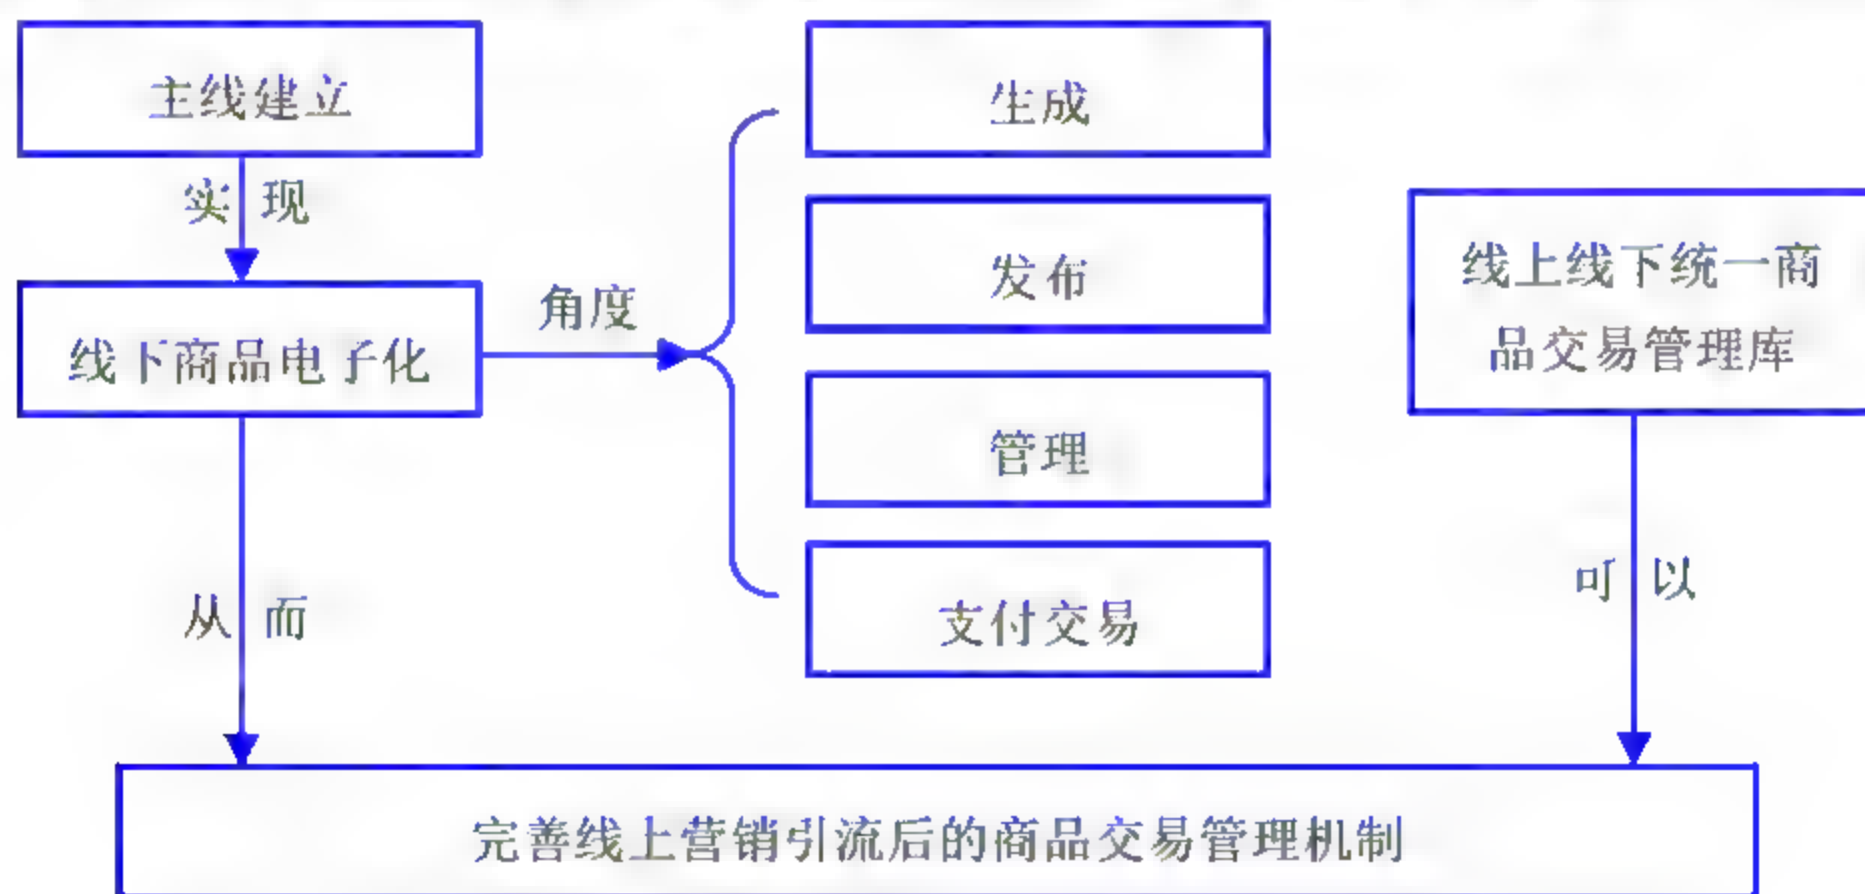 主线建立
实现
线下商品电子化
角度
生成
发布
管理
支付交易
线上线下统一商
品交易管理库
从而
可以
完善线上营销引流后的商品交易管理机制